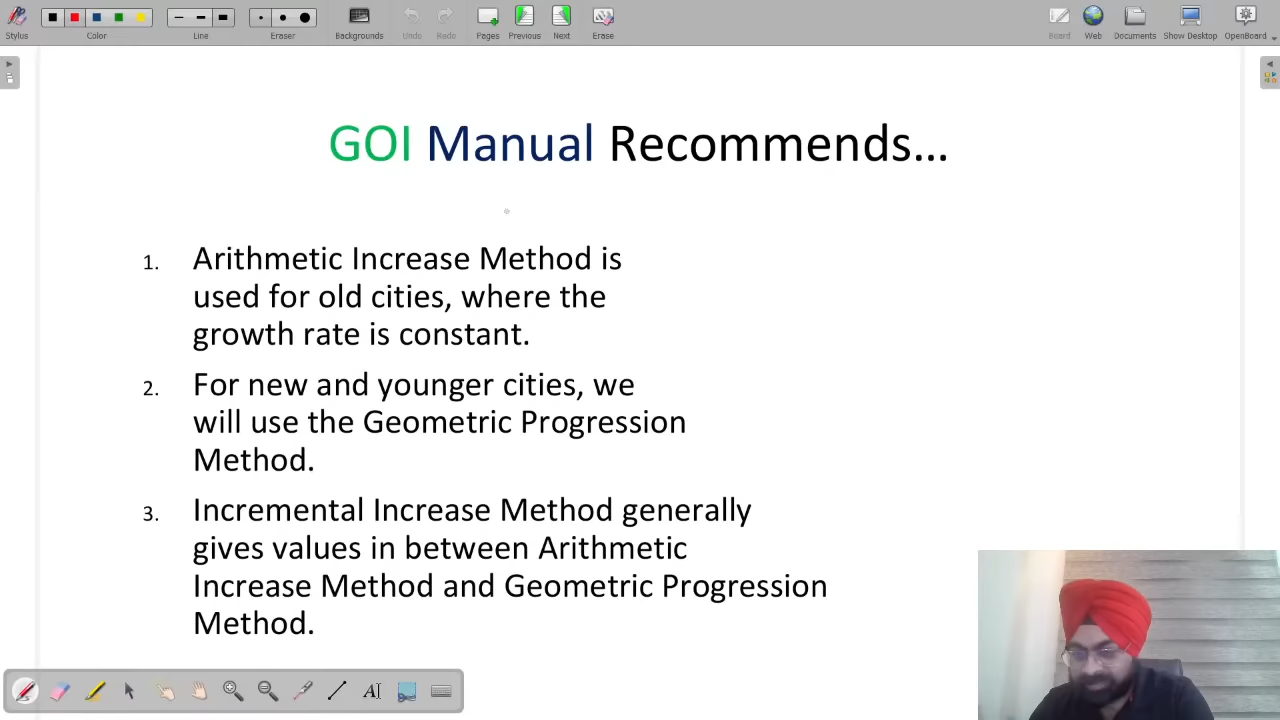 Stylus Color Line Eraser Backgrounds Undo Redo Pages Previous Next Erase Board Web Documents Show Desktop OpenBoard
GOI Manual Recommends...
1. Arithmetic Increase Method is
used for old cities, where the
growth rate is constant.
2. For new and younger cities, we
will use the Geometric Progression
Method.
3. Incremental Increase Method generally
gives values in between Arithmetic
Increase Method and Geometric Progression
Method.